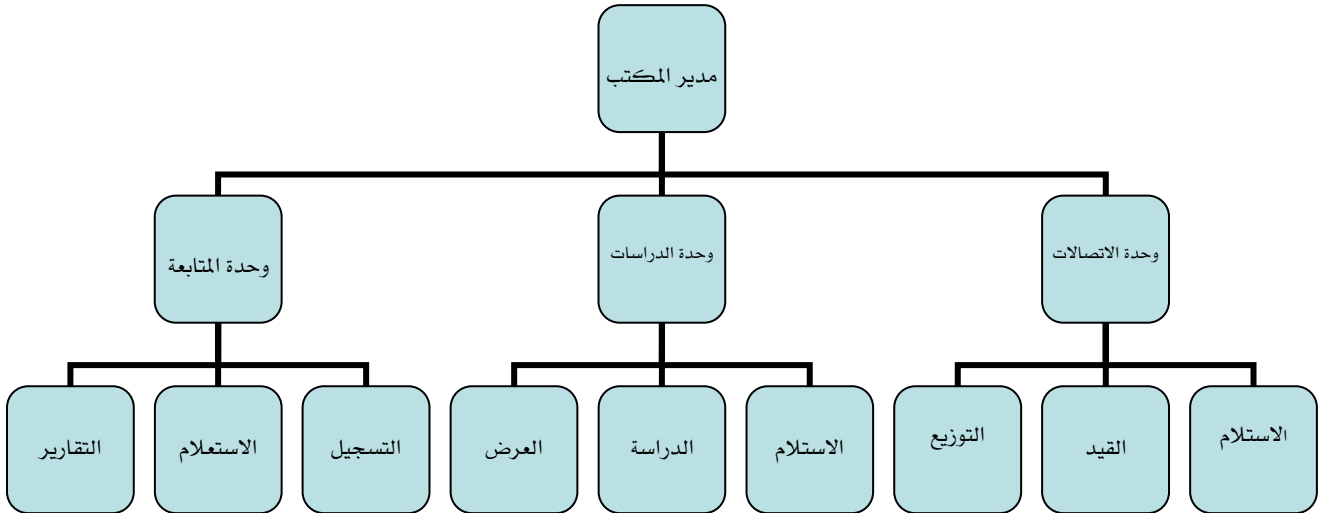 مدير المكتب
وحدة الاتصالات
وحدة الدراسات
وحدة المتابعة
الاستلام
القيد
التوزيع
الاستلام
الدراسة
العرض
التسجيل
الاستعلام
التقارير